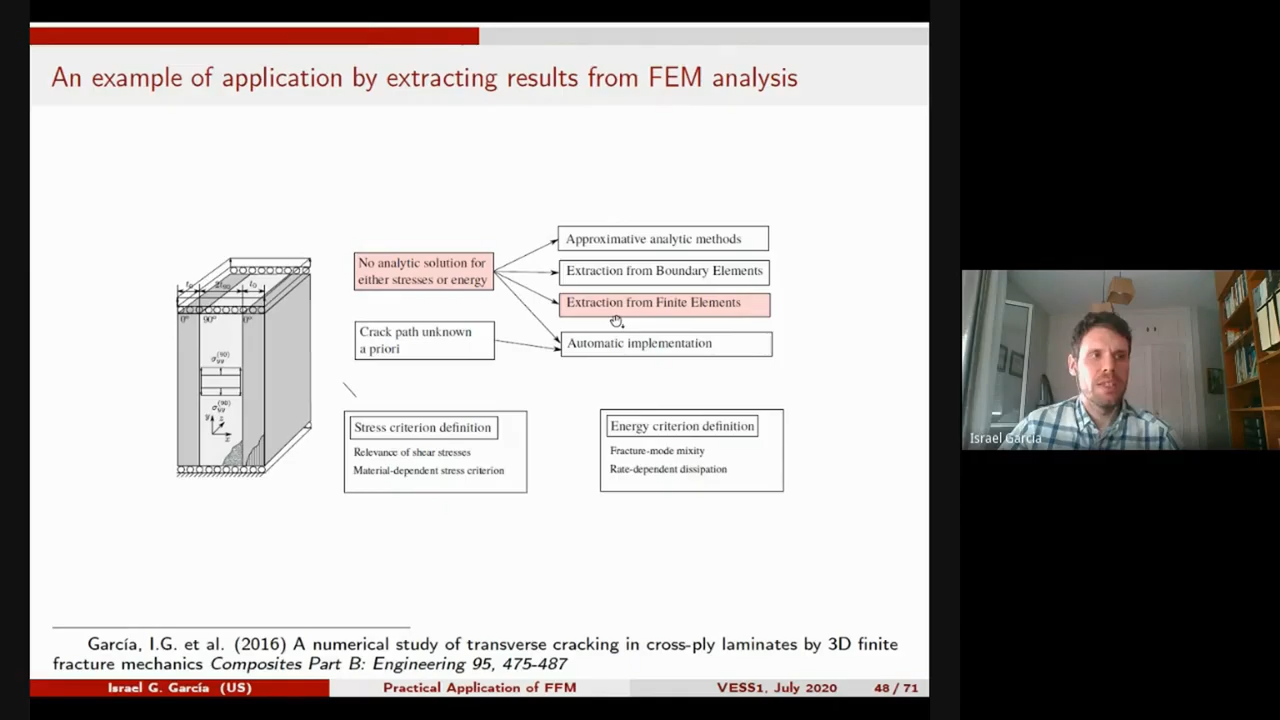 An example of application by extracting results from FEM analysis
No analytic solution for
either stresses or energy
Crack path unknown
a priori
Approximative analytic methods
Extraction from Boundary Elements
Extraction from Finite Elements
Automatic implementation
0° 90° 0°
y
z
x
Stress criterion definition
Relevance of shear stresses
Material-dependent stress criterion
Energy criterion definition
Fracture-mode mixity
Rate-dependent dissipation
García, I.G. et al. (2016) A numerical study of transverse cracking in cross-ply laminates by 3D finite
fracture mechanics Composites Part B: Engineering 95, 475-487
Israel G. García (US) Practical Application of FFM VESS1, July 2020 48 / 71
Israel García